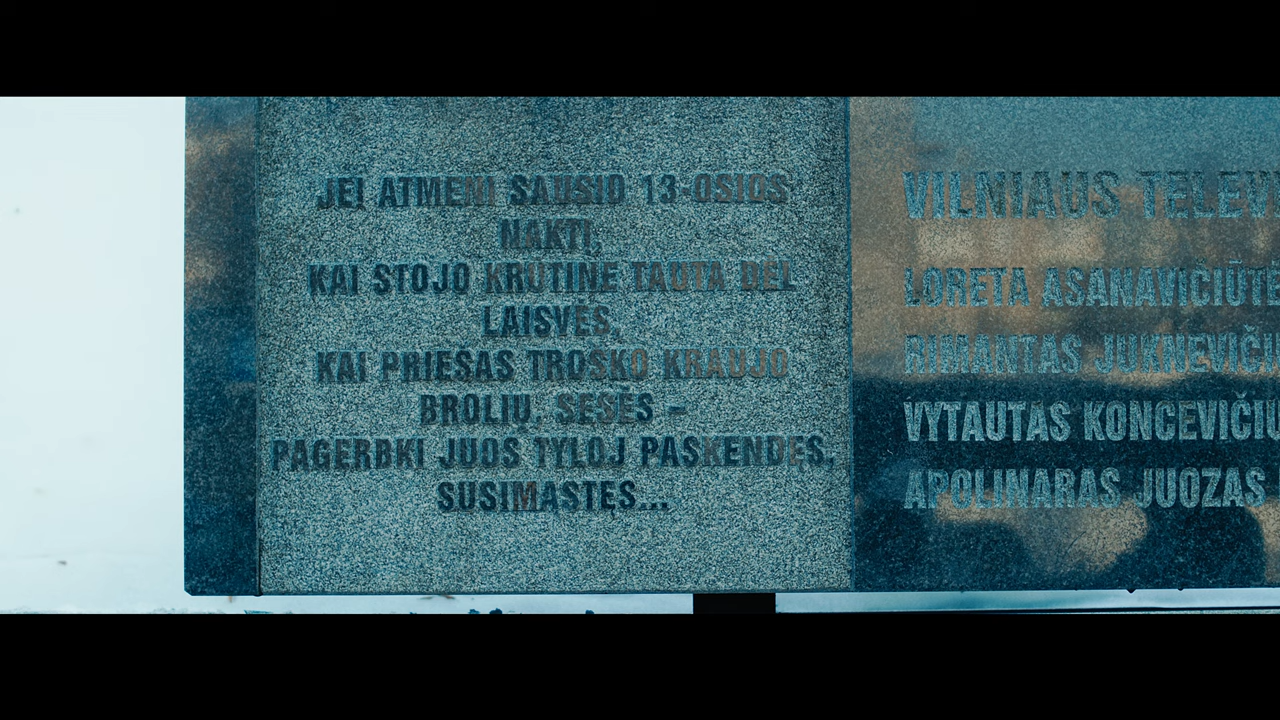 JEI ATMENI SAUSIO 13-OSIOS
NAKTĮ,
KAI STOJO KRŪTINE TAUTA DĖL
LAISVĖS,
KAI PRIEŠAS TROŠKO KRAUJO
BROLIŲ, SESĖS –
PAGERBKI JUOS TYLOJ PASKENDĘS,
SUSIMĄSTĘS...
VILNIAUS TELEVI
LORETA ASANAVIČIŪTĖ
RIMANTAS JUKNEVIČIU
VYTAUTAS KONCEVIČIU
APOLINARAS JUOZAS